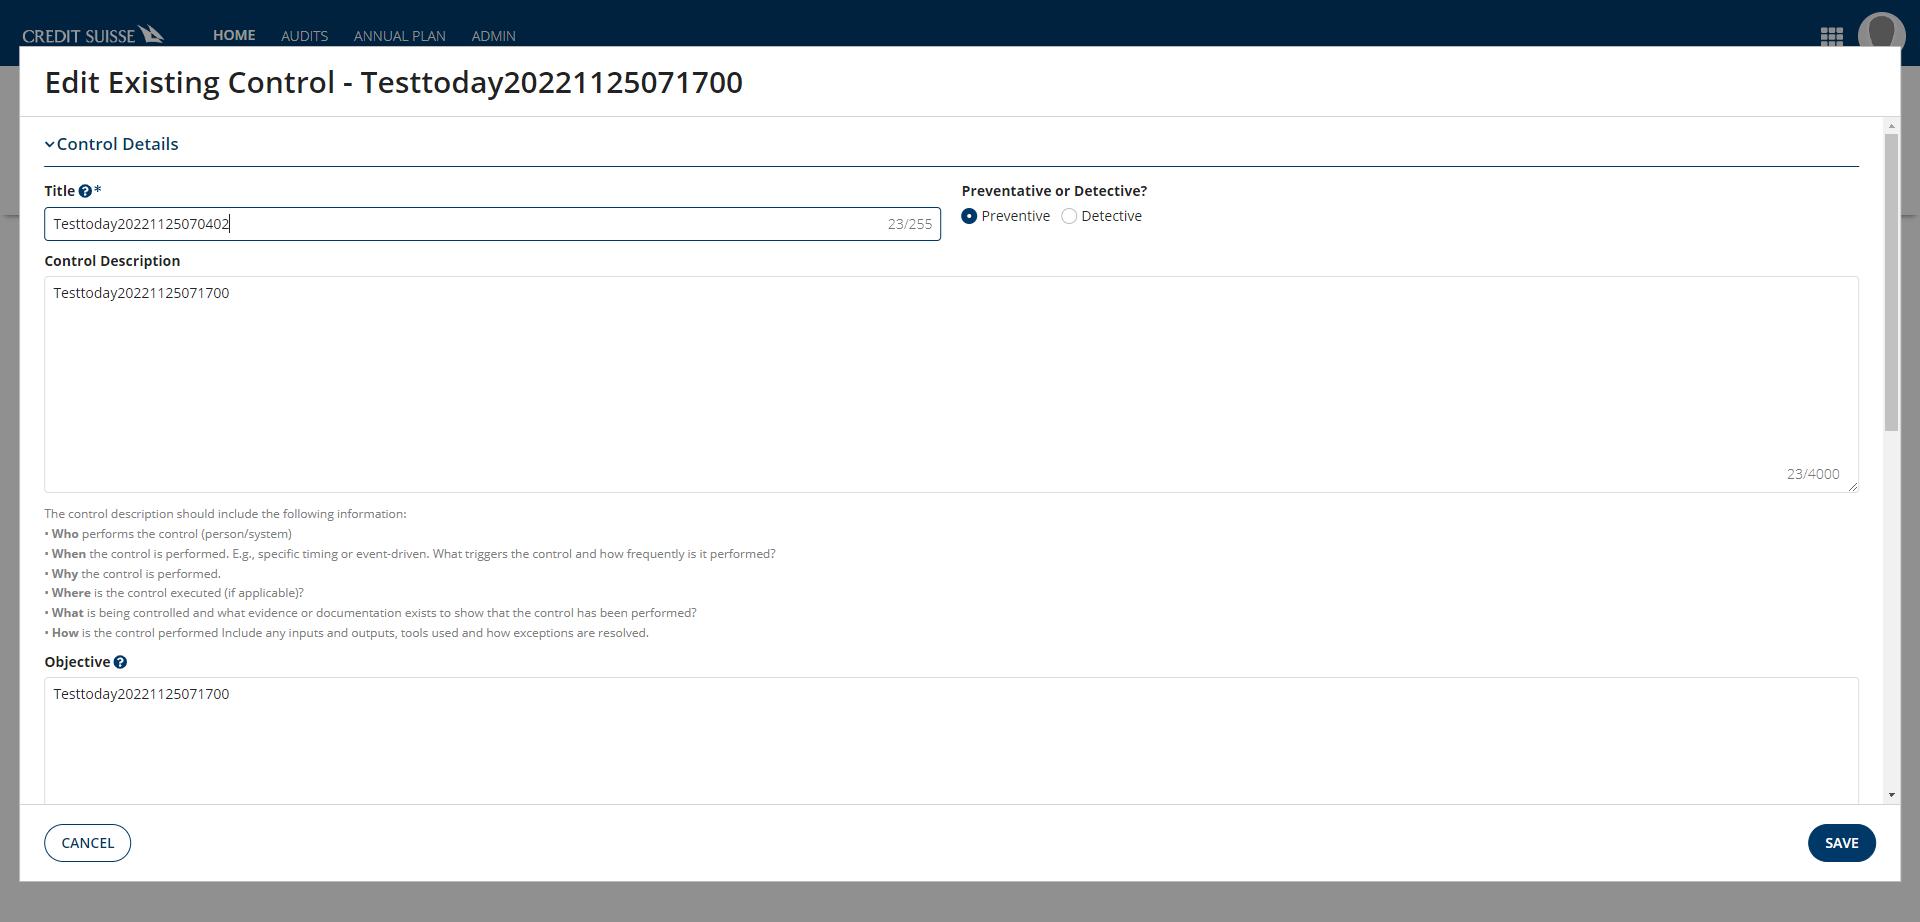 CREDIT SUISSE HOME AUDITS ANNUAL PLAN ADMIN
Edit Existing Control - Testtoday20221125071700
Control Details
Title ? *
Testtoday20221125070402 23/255
Preventative or Detective?
Preventive Detective
Control Description
Testtoday20221125071700
23/4000
The control description should include the following information:
• Who performs the control (person/system)
• When the control is performed. E.g., specific timing or event-driven. What triggers the control and how frequently is it performed?
• Why the control is performed.
• Where is the control executed (if applicable)?
• What is being controlled and what evidence or documentation exists to show that the control has been performed?
• How is the control performed Include any inputs and outputs, tools used and how exceptions are resolved.
Objective ?
Testtoday20221125071700
CANCEL SAVE